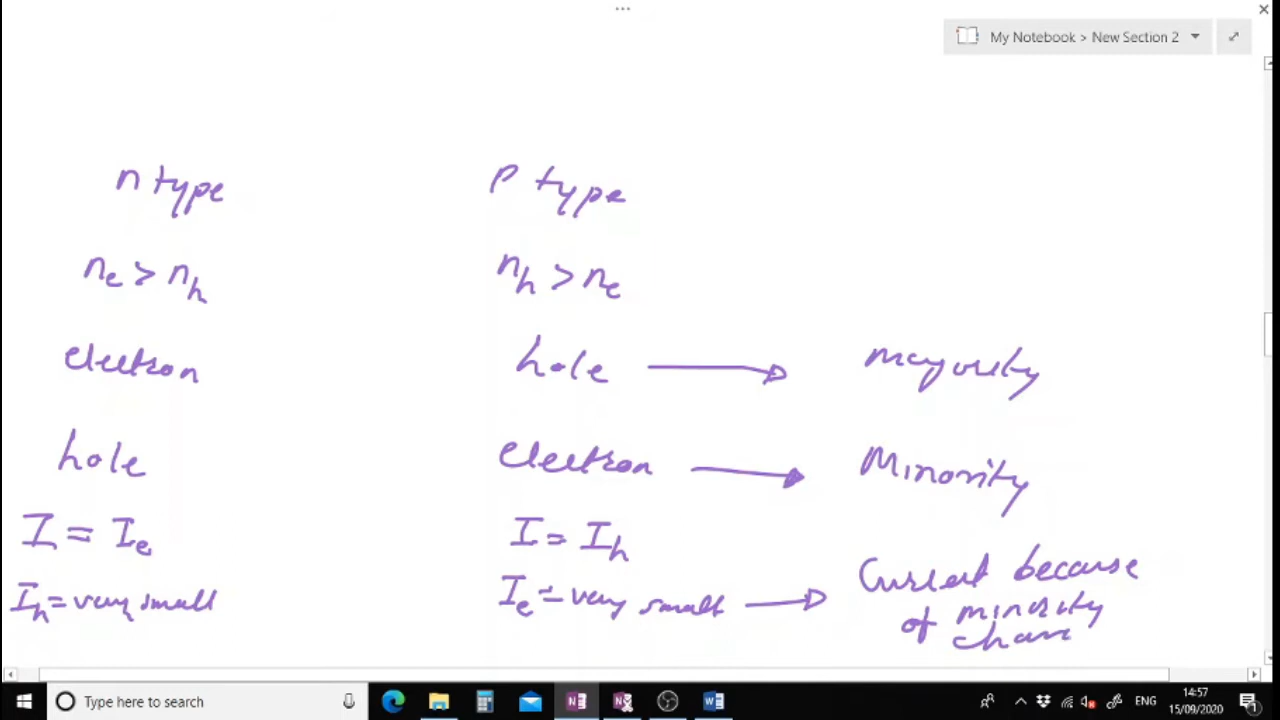 My Notebook > New Section 2
n type p type
ne > nh nh > ne
electron hole → mayority
hole electron → Minority
I = Ie I = Ih
Ih = very small Ie = very small → Current because
of minority
Type here to search
ENG
14:57
15/09/2020
1